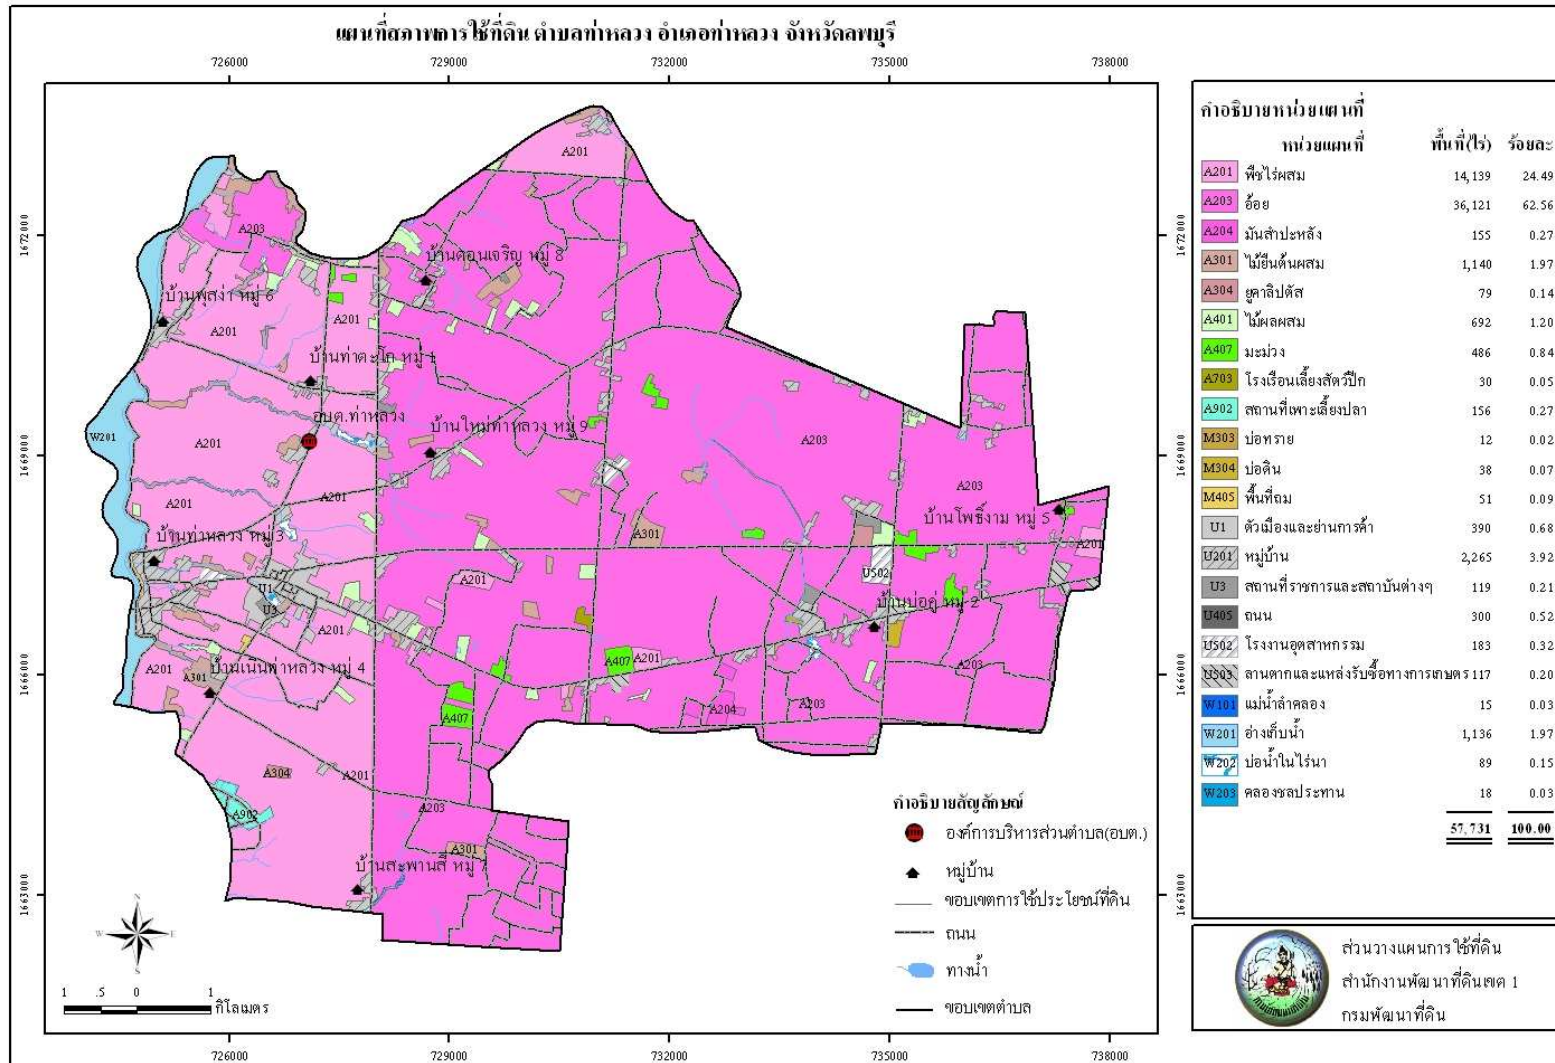 แผนที่สภาพการใช้ที่ดิน ตำบลท่าหลวง อำเภอท่าหลวง จังหวัดลพบุรี
726000 729000 732000 735000 738000
1672000 1672000
1669000 1669000
1666000 1666000
1663000 1663000
A201
A203
บ้านดอนเจริญ หมู่ 8
บ้านพุสง่า หมู่ 6
A201 A201
บ้านท่าตะโก หมู่ 1
อบต.ท่าหลวง
บ้านใหม่ท่าหลวง หมู่ 9
W201 A201 A203
A203
A201 A201
บ้านโพธิ์งาม หมู่ 5
บ้านท่าหลวง หมู่ 3
A301 A201
U502
A201
U1
U3
บ้านบ่อคู่ หมู่ 2
A201
A407 A201
A201 บ้านเนินท่าหลวง หมู่ 4
A301
A203
A407 A204 A203
A304 A201
A902 A203
A301
บ้านสะพานสี่ หมู่ 7
N
W E
S
1 .5 0 1
กิโลเมตร
คำอธิบายสัญลักษณ์
องค์การบริหารส่วนตำบล(อบต.)
หมู่บ้าน
ขอบเขตการใช้ประโยชน์ที่ดิน
ถนน
ทางน้ำ
ขอบเขตตำบล
726000 729000 732000 735000 738000
คำอธิบายหน่วยแผนที่
หน่วยแผนที่ พื้นที่(ไร่) ร้อยละ
A201 พืชไร่ผสม 14,139 24.49
A203 อ้อย 36,121 62.56
A204 มันสำปะหลัง 155 0.27
A301 ไม้ยืนต้นผสม 1,140 1.97
A304 ยูคาลิปตัส 79 0.14
A401 ไม้ผลผสม 692 1.20
A407 มะม่วง 486 0.84
A703 โรงเรือนเลี้ยงสัตว์ปีก 30 0.05
A902 สถานที่เพาะเลี้ยงปลา 156 0.27
M303 บ่อทราย 12 0.02
M304 บ่อดิน 38 0.07
M405 พื้นที่ถม 51 0.09
U1 ตัวเมืองและย่านการค้า 390 0.68
U201 หมู่บ้าน 2,265 3.92
U3 สถานที่ราชการและสถาบันต่างๆ 119 0.21
U405 ถนน 300 0.52
U502 โรงงานอุตสาหกรรม 183 0.32
U503 ลานตากและแหล่งรับซื้อทางการเกษตร 117 0.20
W101 แม่น้ำลำคลอง 15 0.03
W201 อ่างเก็บน้ำ 1,136 1.97
W202 บ่อน้ำในไร่นา 89 0.15
W203 คลองชลประทาน 18 0.03
57,731 100.00
ส่วนวางแผนการใช้ที่ดิน
สำนักงานพัฒนาที่ดินเขต 1
กรมพัฒนาที่ดิน